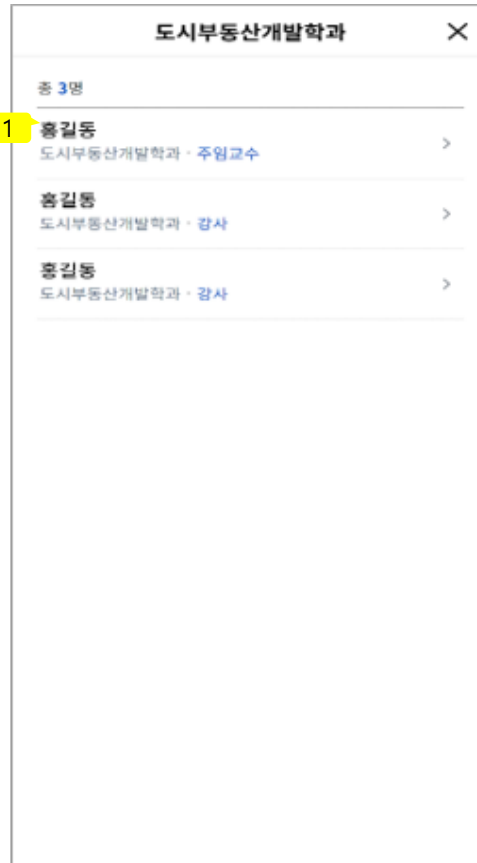 도시부동산개발학과
총 3명
1
홍길동
도시부동산개발학과 · 주임교수
홍길동
도시부동산개발학과 · 강사
홍길동
도시부동산개발학과 · 강사